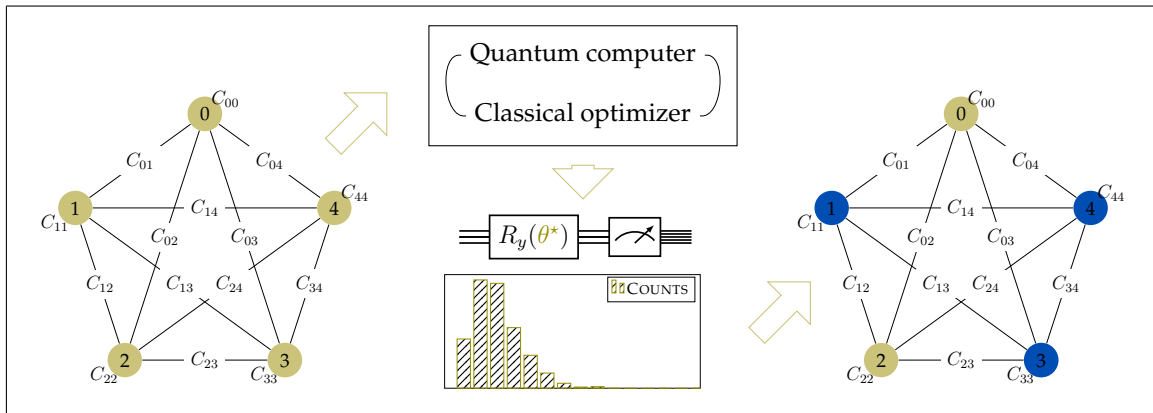 C₀₀
0
C₀₁
C₀₄
C₄₄
1
C₁₄
4
C₁₁
C₀₂
C₀₃
C₁₂
C₁₃
C₂₄
C₃₄
2
C₂₃
3
C₂₂
C₃₃
Quantum computer
Classical optimizer
R_y(θ⋆)
COUNTS
C₀₀
0
C₀₁
C₀₄
C₄₄
1
C₁₄
4
C₁₁
C₀₂
C₀₃
C₁₂
C₁₃
C₂₄
C₃₄
2
C₂₃
3
C₂₂
C₃₃